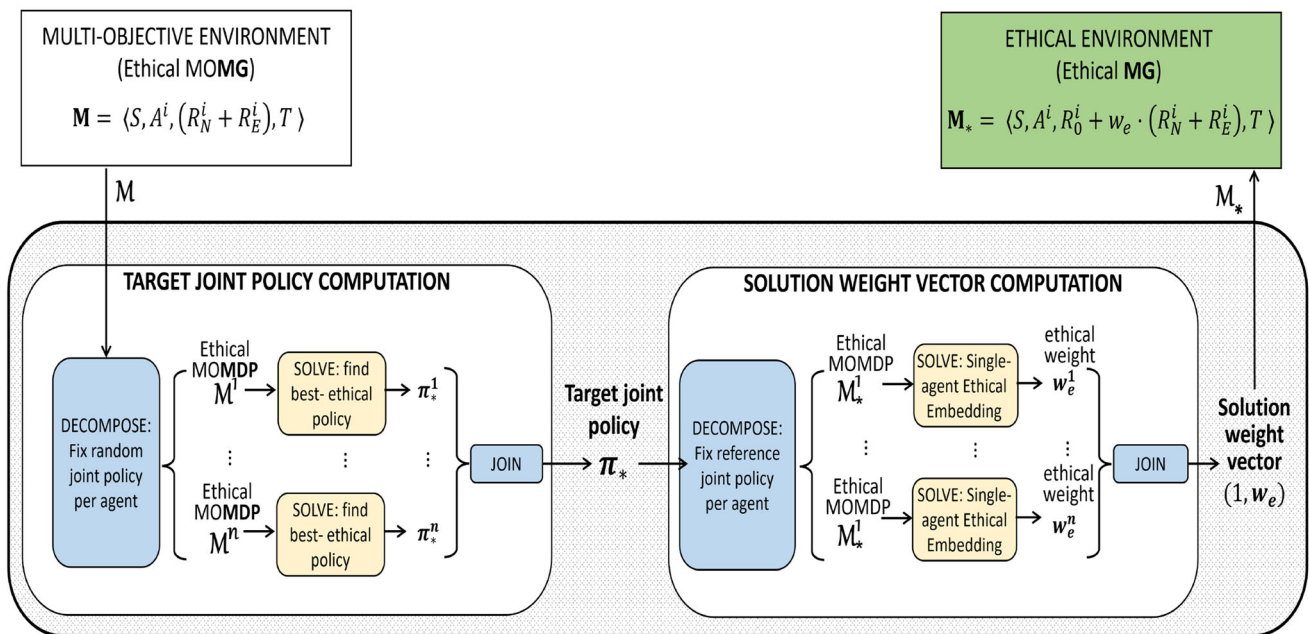 MULTI-OBJECTIVE ENVIRONMENT
(Ethical MOMG)
M = ⟨S, Aⁱ, (R_N^i + R_E^i), T ⟩
ETHICAL ENVIRONMENT
(Ethical MG)
M_* = ⟨S, Aⁱ, R_0^i + w_e · (R_N^i + R_E^i), T ⟩
M
M_*
TARGET JOINT POLICY COMPUTATION
DECOMPOSE:
Fix random
joint policy
per agent
Ethical
MOMDP
M¹
SOLVE: find
best- ethical
policy
π_*^1
⋮
⋮
⋮
Ethical
MOMDP
Mⁿ
SOLVE: find
best- ethical
policy
π_*^n
JOIN
Target joint
policy
π_*
SOLUTION WEIGHT VECTOR COMPUTATION
DECOMPOSE:
Fix reference
joint policy
per agent
Ethical
MOMDP
M_*^1
SOLVE: Single-
agent Ethical
Embedding
ethical
weight
w_e^1
⋮
⋮
⋮
Ethical
MOMDP
M_*^1
SOLVE: Single-
agent Ethical
Embedding
ethical
weight
w_e^n
JOIN
Solution
weight
vector
(1, w_e)